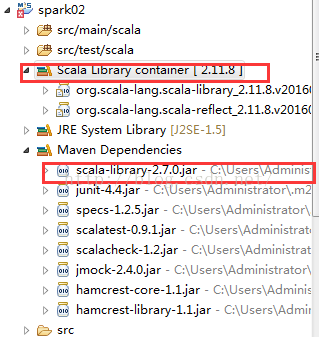 spark02
src/main/scala
src/test/scala
Scala Library container [ 2.11.8 ]
org.scala-lang.scala-library_2.11.8.v2016
org.scala-lang.scala-reflect_2.11.8.v20160
JRE System Library [J2SE-1.5]
Maven Dependencies
scala-library-2.7.0.jar - C:\Users\Adminis
junit-4.4.jar - C:\Users\Administrator\.m2
specs-1.2.5.jar - C:\Users\Administrator\
scalatest-0.9.1.jar - C:\Users\Administra
scalacheck-1.2.jar - C:\Users\Administra
jmock-2.4.0.jar - C:\Users\Administrator\
hamcrest-core-1.1.jar - C:\Users\Admin
hamcrest-library-1.1.jar - C:\Users\Adm
src